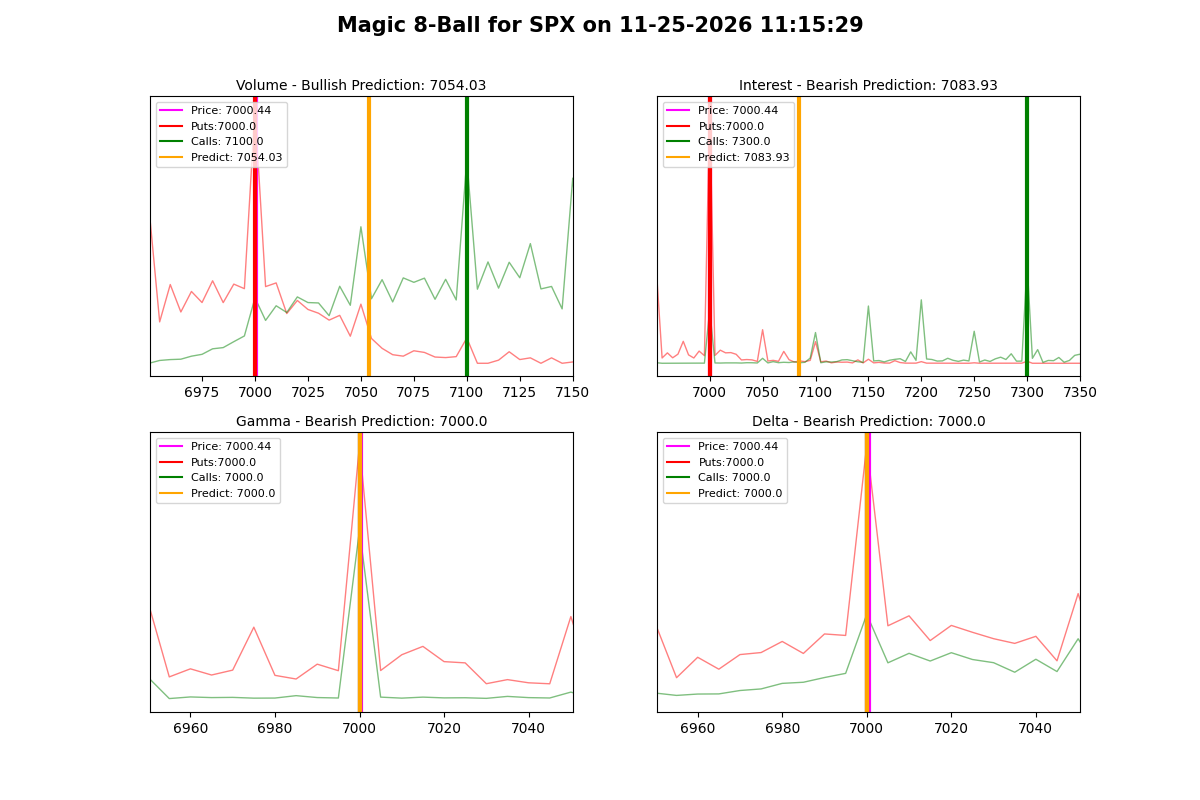 Magic 8-Ball for SPX on 11-25-2026 11:15:29
Volume - Bullish Prediction: 7054.03
Price: 7000.44
Puts:7000.0
Calls: 7100.0
Predict: 7054.03
6975 7000 7025 7050 7075 7100 7125 7150
Interest - Bearish Prediction: 7083.93
Price: 7000.44
Puts:7000.0
Calls: 7300.0
Predict: 7083.93
7000 7050 7100 7150 7200 7250 7300 7350
Gamma - Bearish Prediction: 7000.0
Price: 7000.44
Puts:7000.0
Calls: 7000.0
Predict: 7000.0
6960 6980 7000 7020 7040
Delta - Bearish Prediction: 7000.0
Price: 7000.44
Puts:7000.0
Calls: 7000.0
Predict: 7000.0
6960 6980 7000 7020 7040